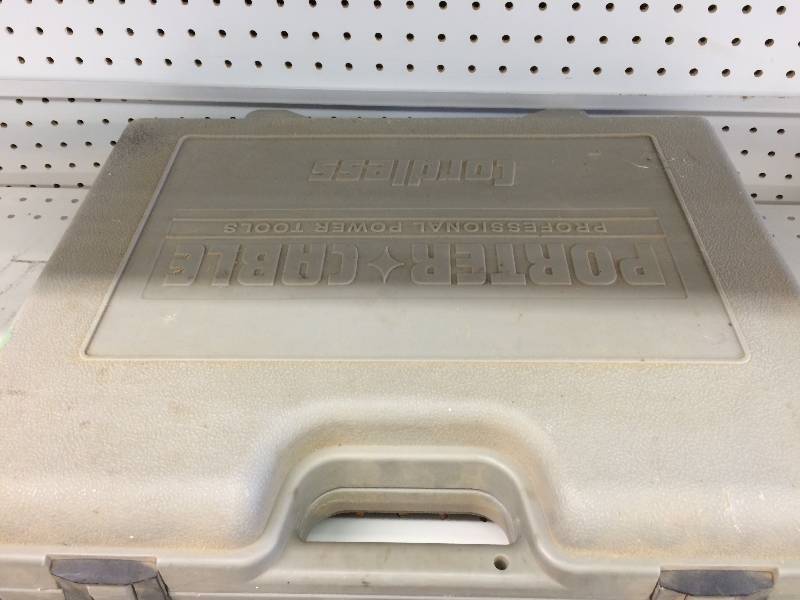 PORTER CABLE
PROFESSIONAL POWER TOOLS
Cordless